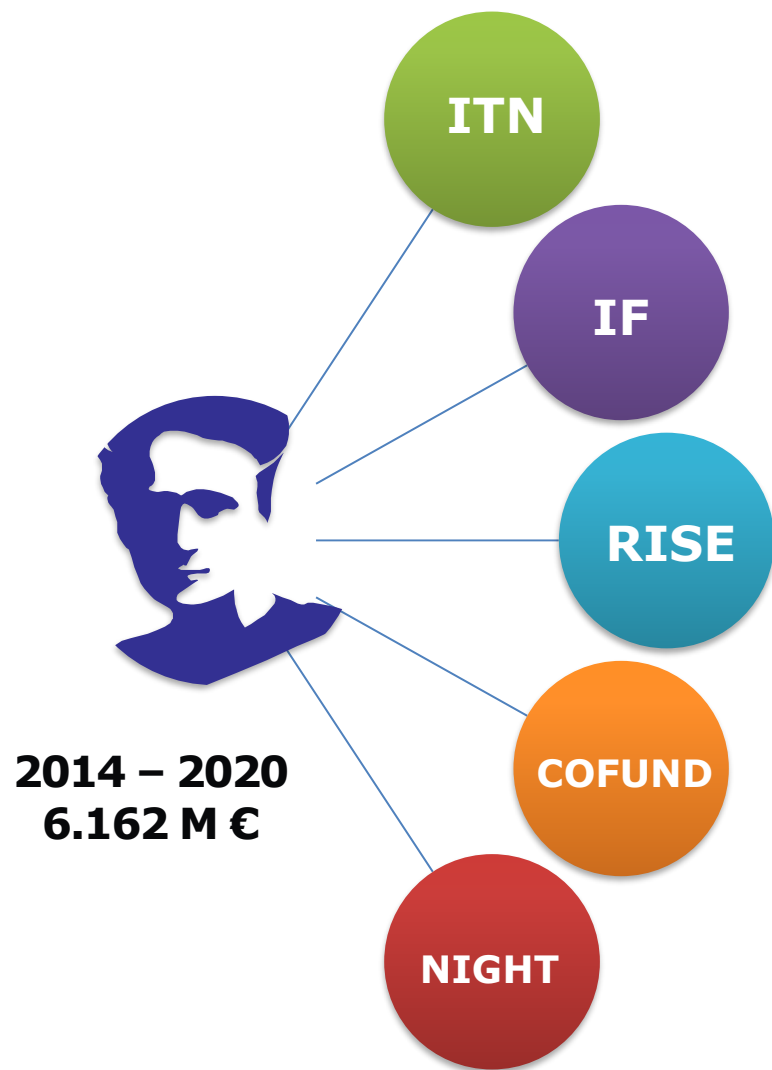 ITN
IF
RISE
COFUND
NIGHT
2014 – 2020
6.162 M €